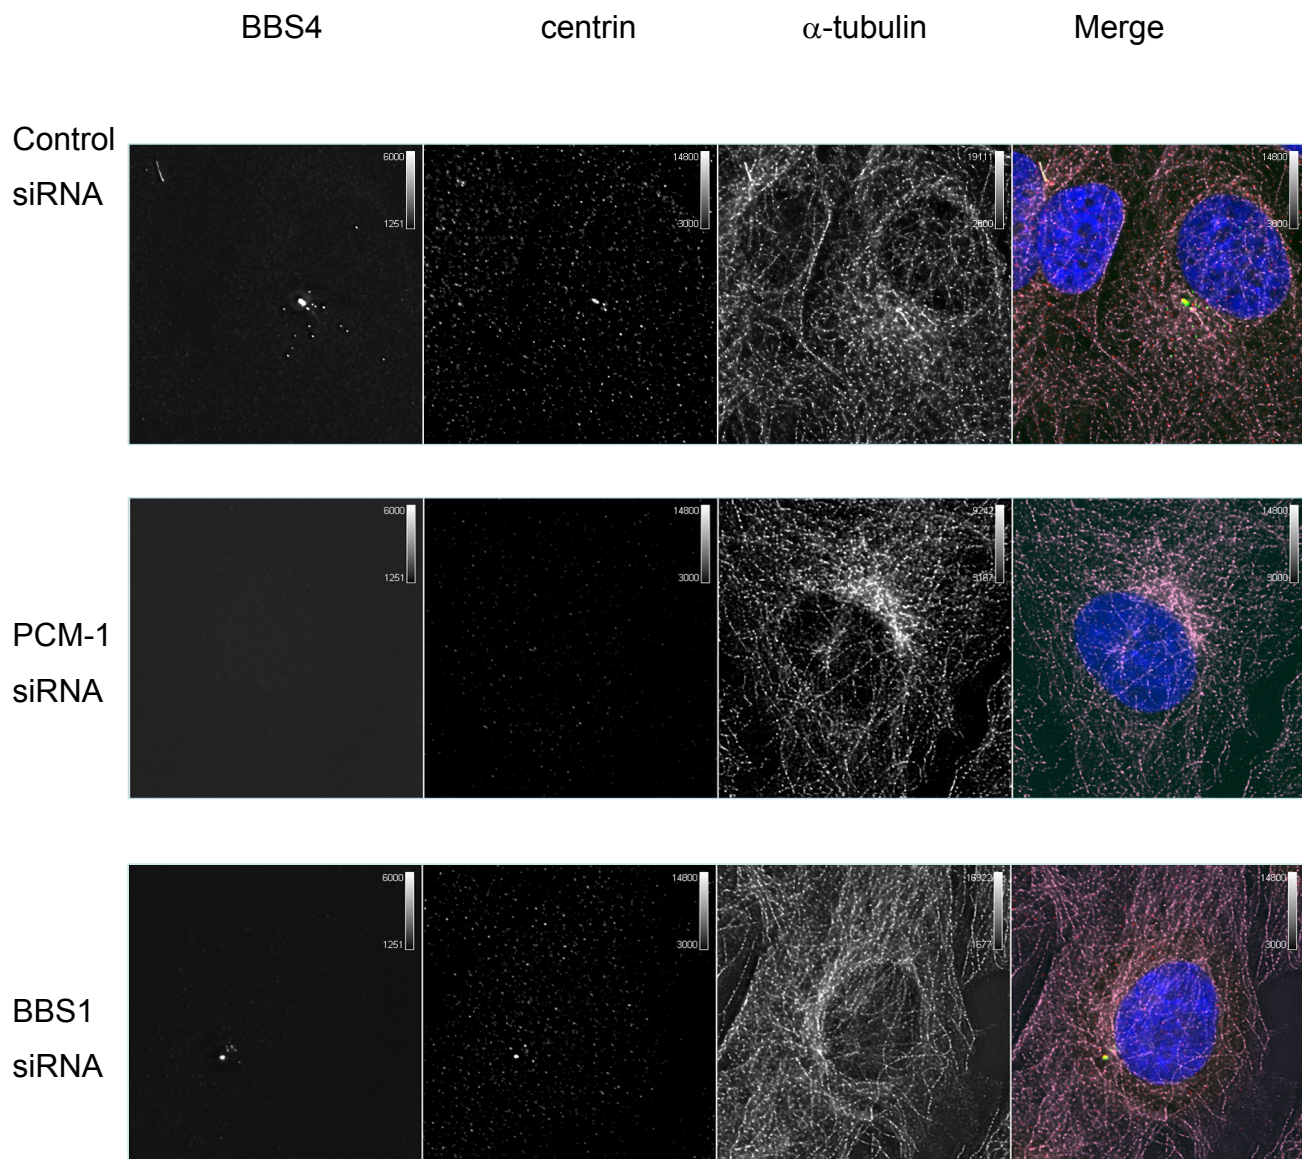 BBS4 centrin α-tubulin Merge
Control
siRNA
6000 14800 19111 14800
1251 3000 2800 3000
6000 14800 9242 14800
1251 3000 3167 3000
PCM-1
siRNA
6000 14800 16922 14800
1251 3000 1677 3000
BBS1
siRNA